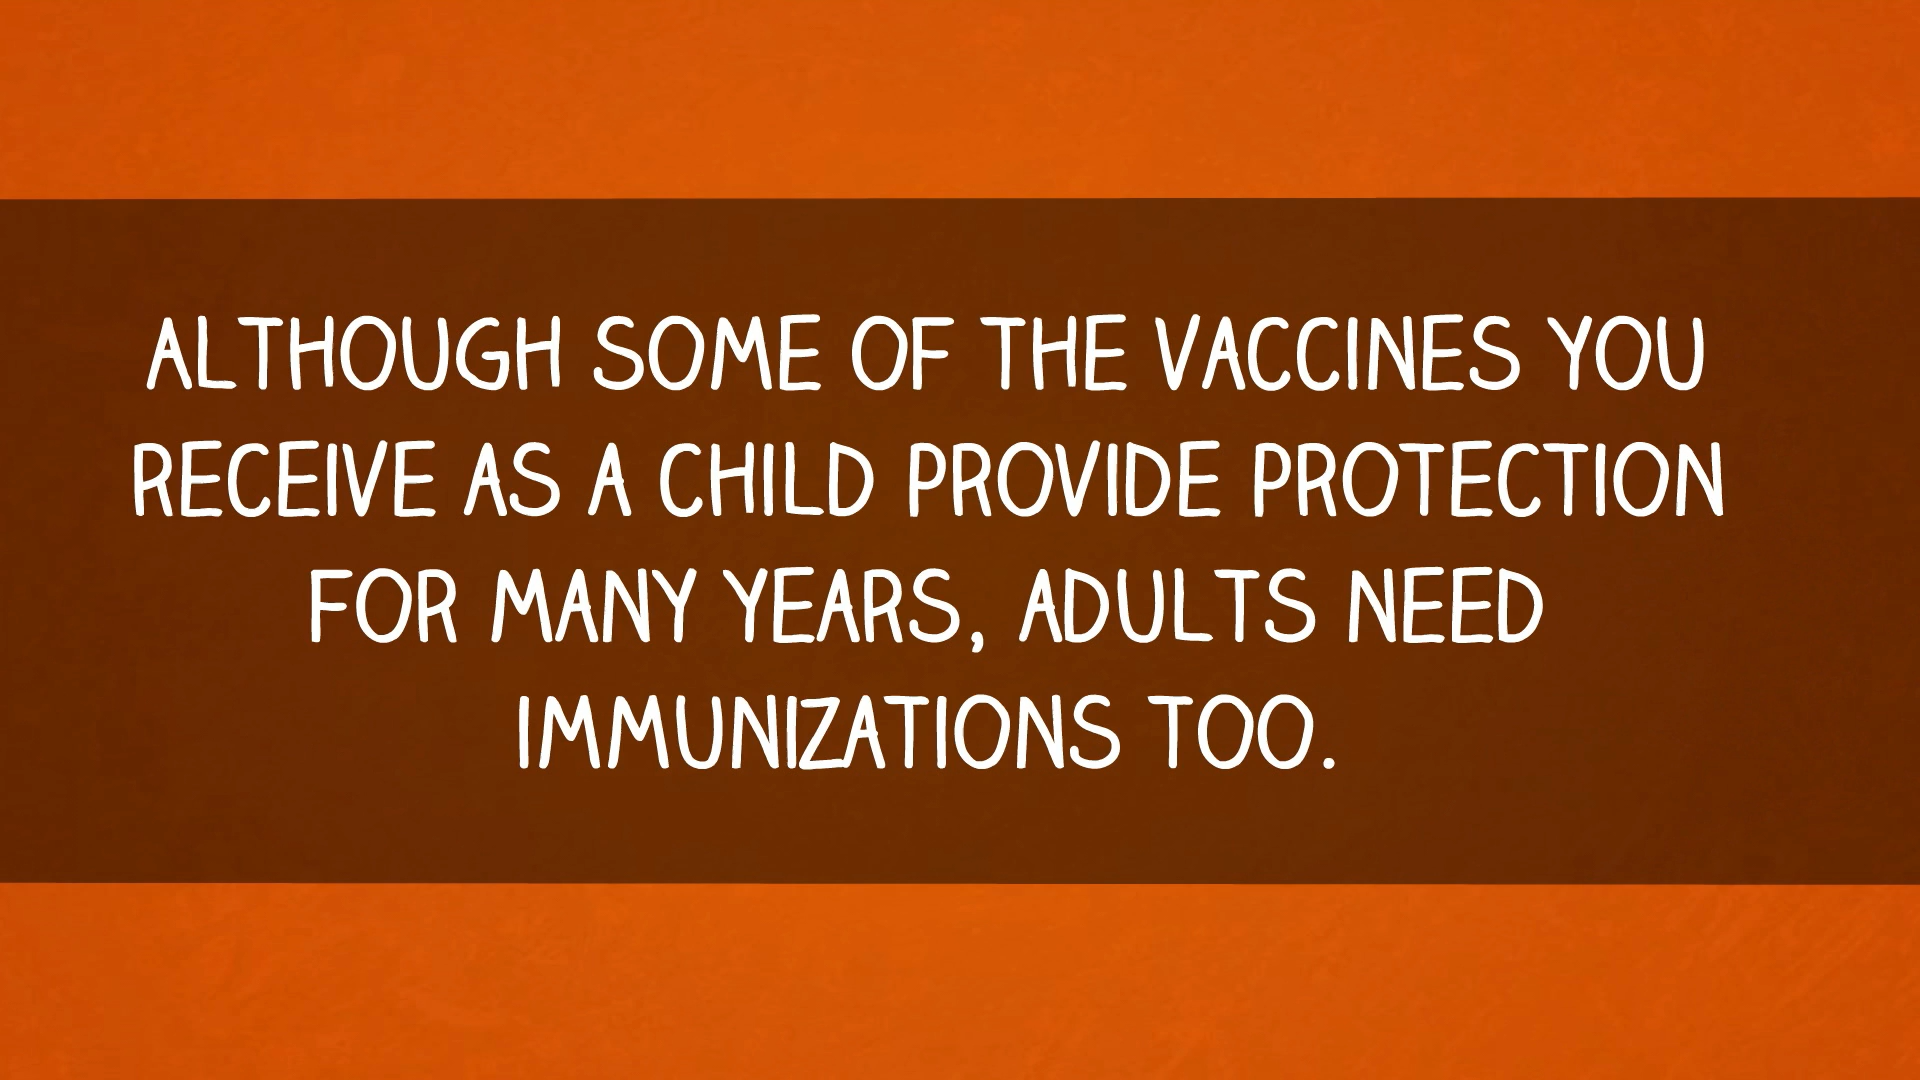 ALTHOUGH SOME OF THE VACCINES YOU
RECEIVE AS A CHILD PROVIDE PROTECTION
FOR MANY YEARS, ADULTS NEED
IMMUNIZATIONS TOO.